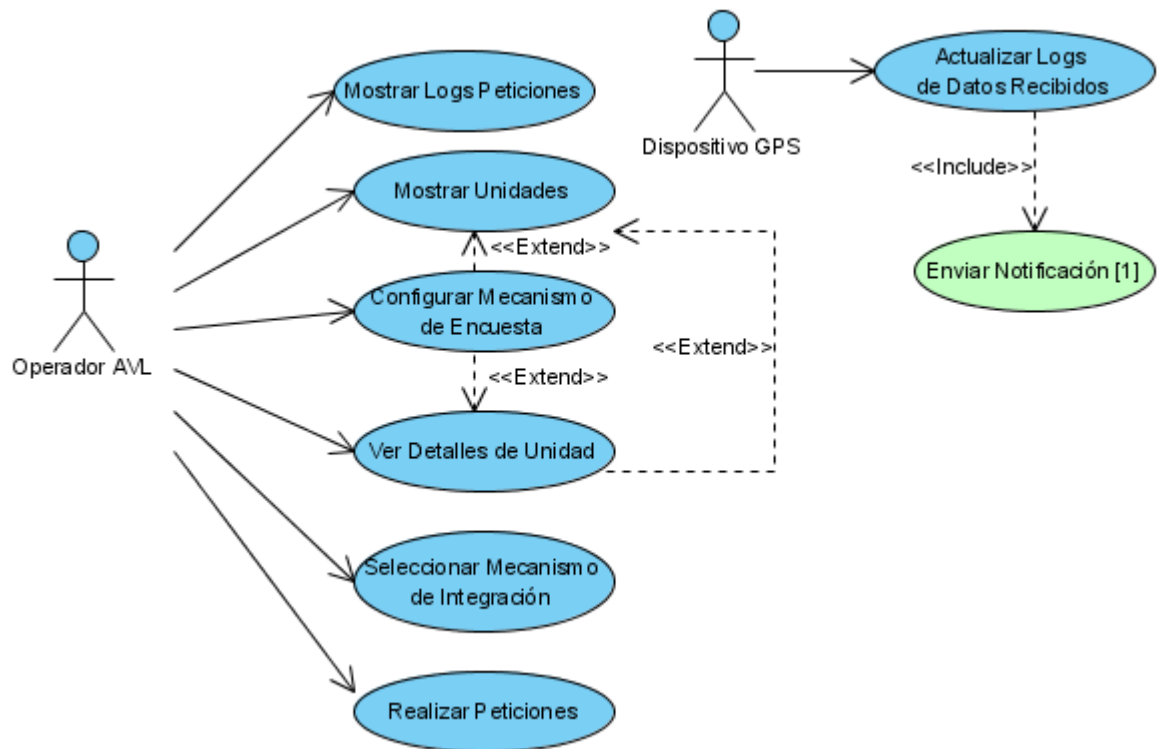 Mostrar Logs Peticiones
Mostrar Unidades
<<Extend>>
Configurar Mecanismo
de Encuesta
<<Extend>>
<<Extend>>
Ver Detalles de Unidad
Seleccionar Mecanismo
de Integración
Realizar Peticiones
Operador AVL
Dispositivo GPS
Actualizar Logs
de Datos Recibidos
<<Include>>
Enviar Notificación [1]